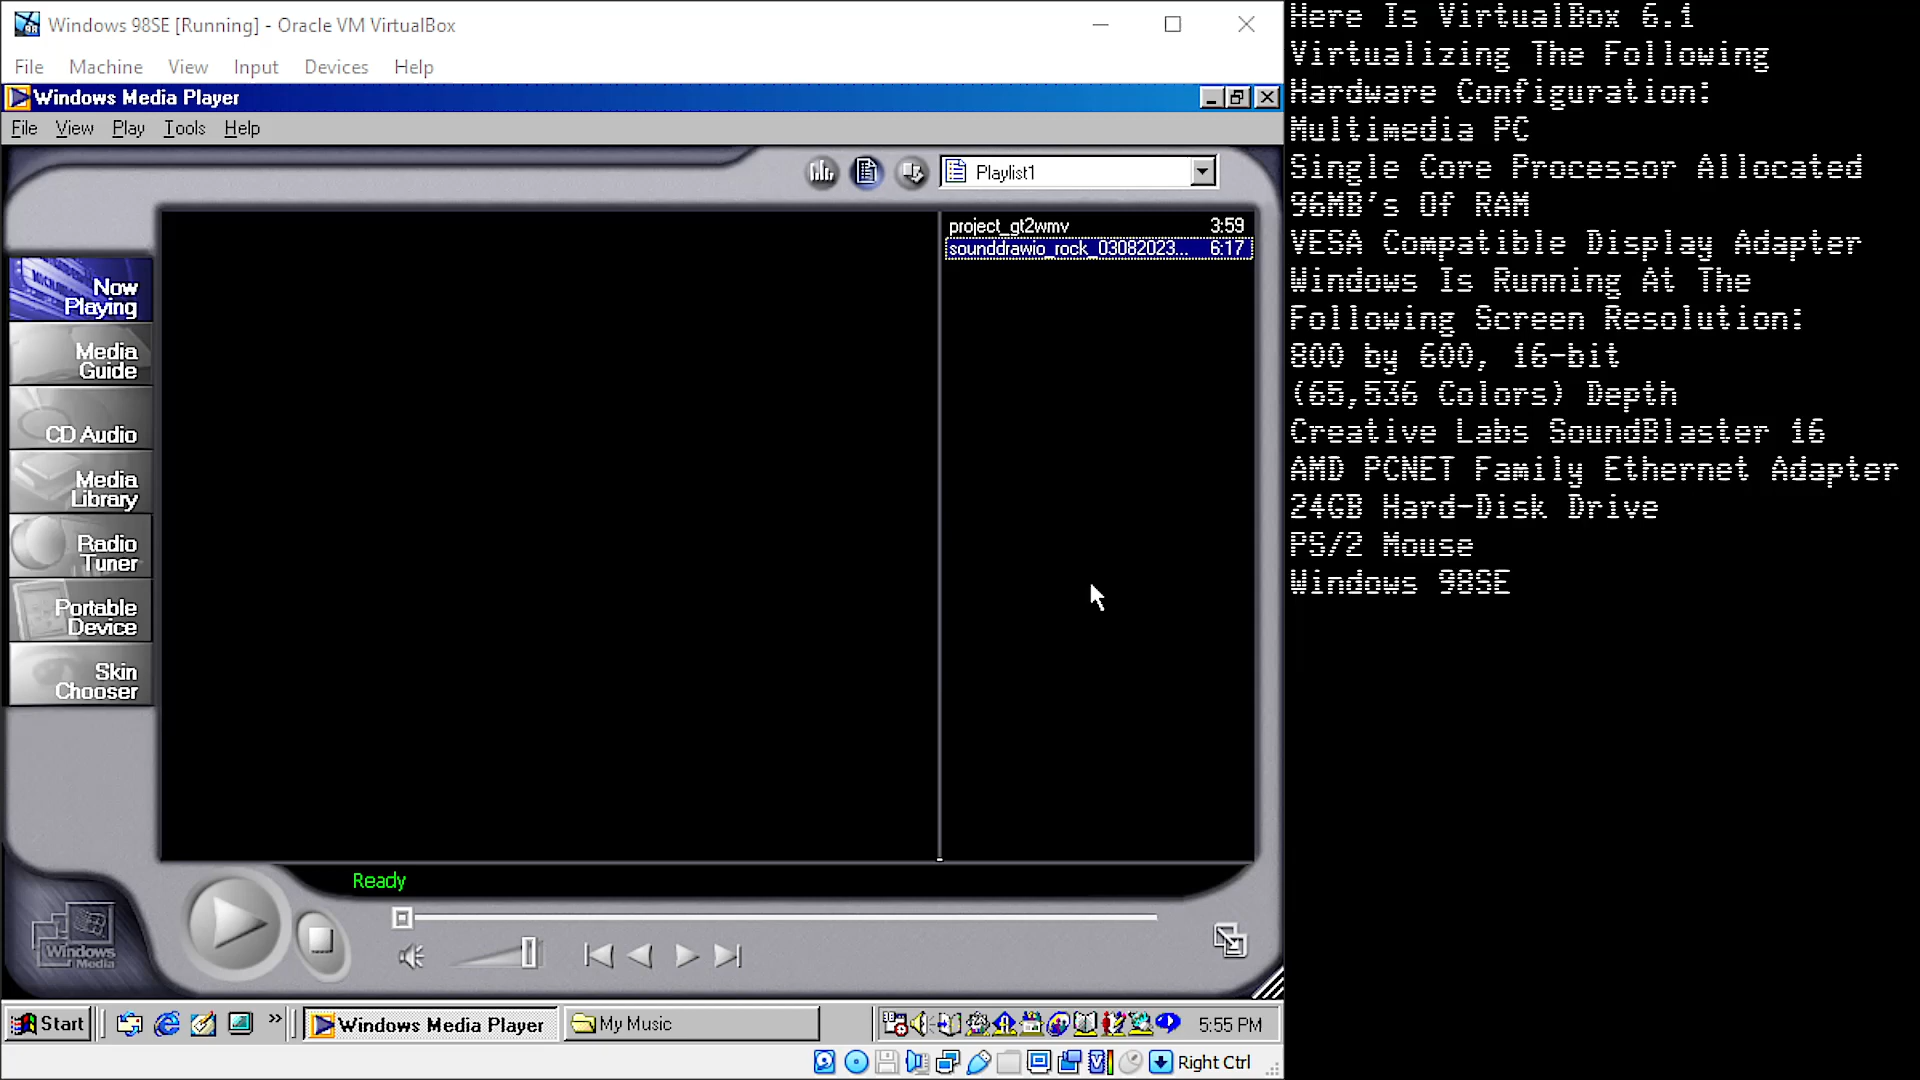 Windows 98SE [Running] - Oracle VM VirtualBox
File Machine View Input Devices Help
Windows Media Player
File View Play Tools Help
Playlist1
project_gt2wmv 3:59
sounddrawio_rock_03082023... 6:17
Now
Playing
Media
Guide
CD Audio
Media
Library
Radio
Tuner
Portable
Device
Skin
Chooser
Ready
Windows
Media
Start
»
Windows Media Player
My Music
5:55 PM
Right Ctrl
Here Is VirtualBox 6.1
Virtualizing The Following
Hardware Configuration:
Multimedia PC
Single Core Processor Allocated
96MB's Of RAM
VESA Compatible Display Adapter
Windows Is Running At The
Following Screen Resolution:
800 by 600, 16-bit
(65,536 Colors) Depth
Creative Labs SoundBlaster 16
AMD PCNET Family Ethernet Adapter
24GB Hard-Disk Drive
PS/2 Mouse
Windows 98SE